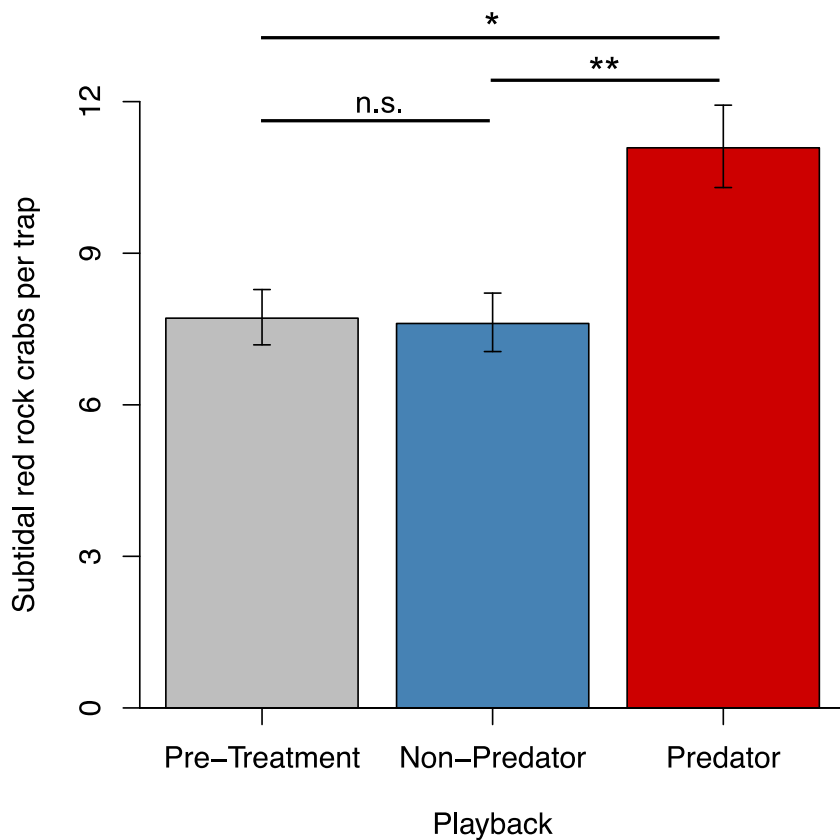 *
**
n.s.
12
9
6
3
0
Subtidal red rock crabs per trap
Pre−Treatment
Non−Predator
Predator
Playback